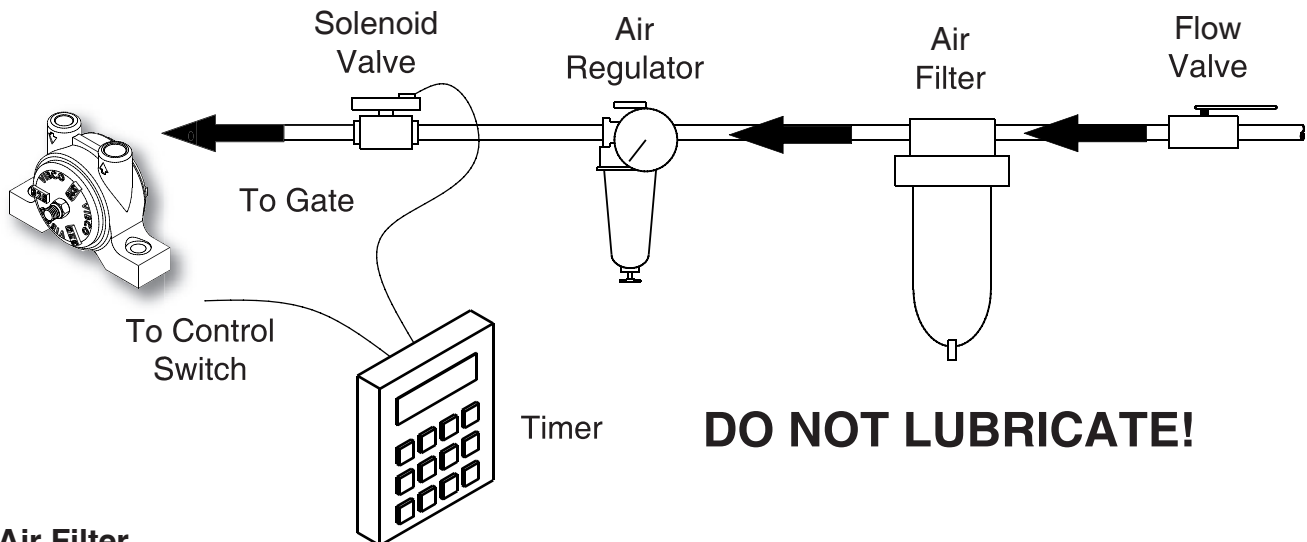 Solenoid
Valve
Air
Regulator
Air
Filter
Flow
Valve
To Gate
To Control
Switch
Timer
DO NOT LUBRICATE!
Air Filter